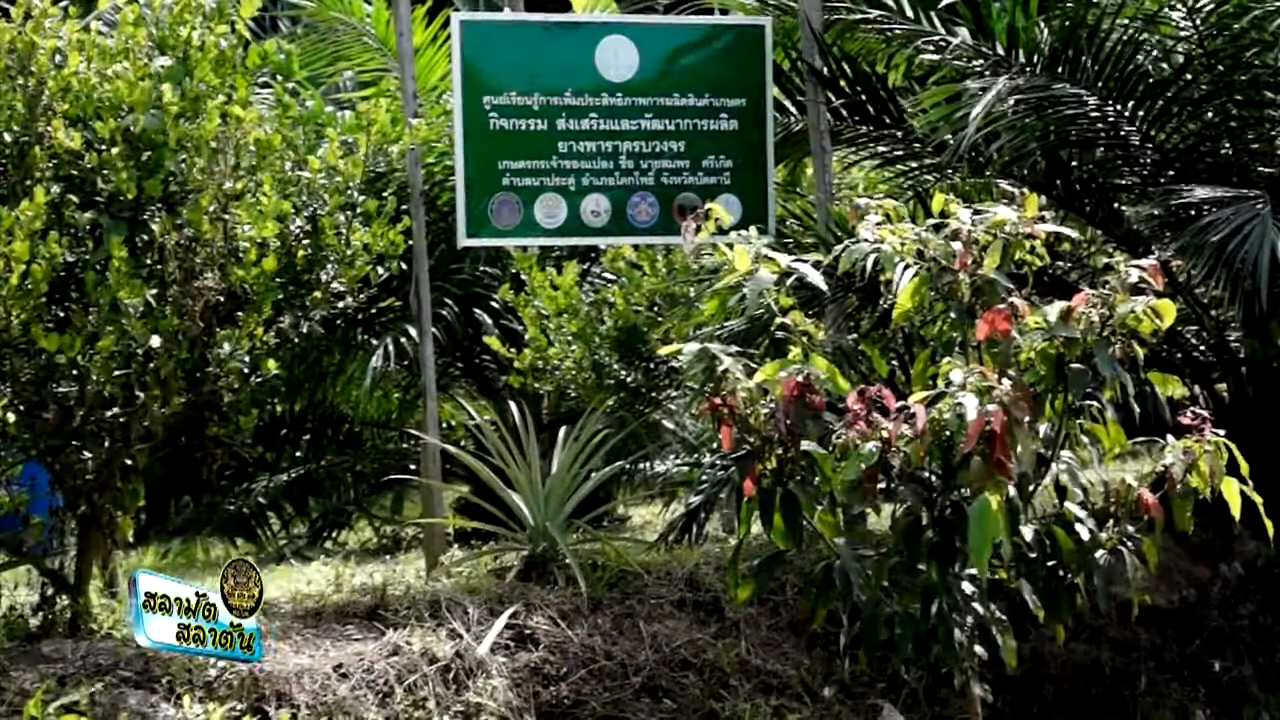 ศูนย์เรียนรู้การเพิ่มประสิทธิภาพการผลิตสินค้าเกษตร
กิจกรรม ส่งเสริมและพัฒนาการผลิต
ยางพาราครบวงจร
เกษตรกรเจ้าของแปลง ชื่อ นายสมพร ศรีเกิด
ตำบลนาประดู่ อำเภอโคกโพธิ์ จังหวัดปัตตานี
สลามัต
สลาตัน